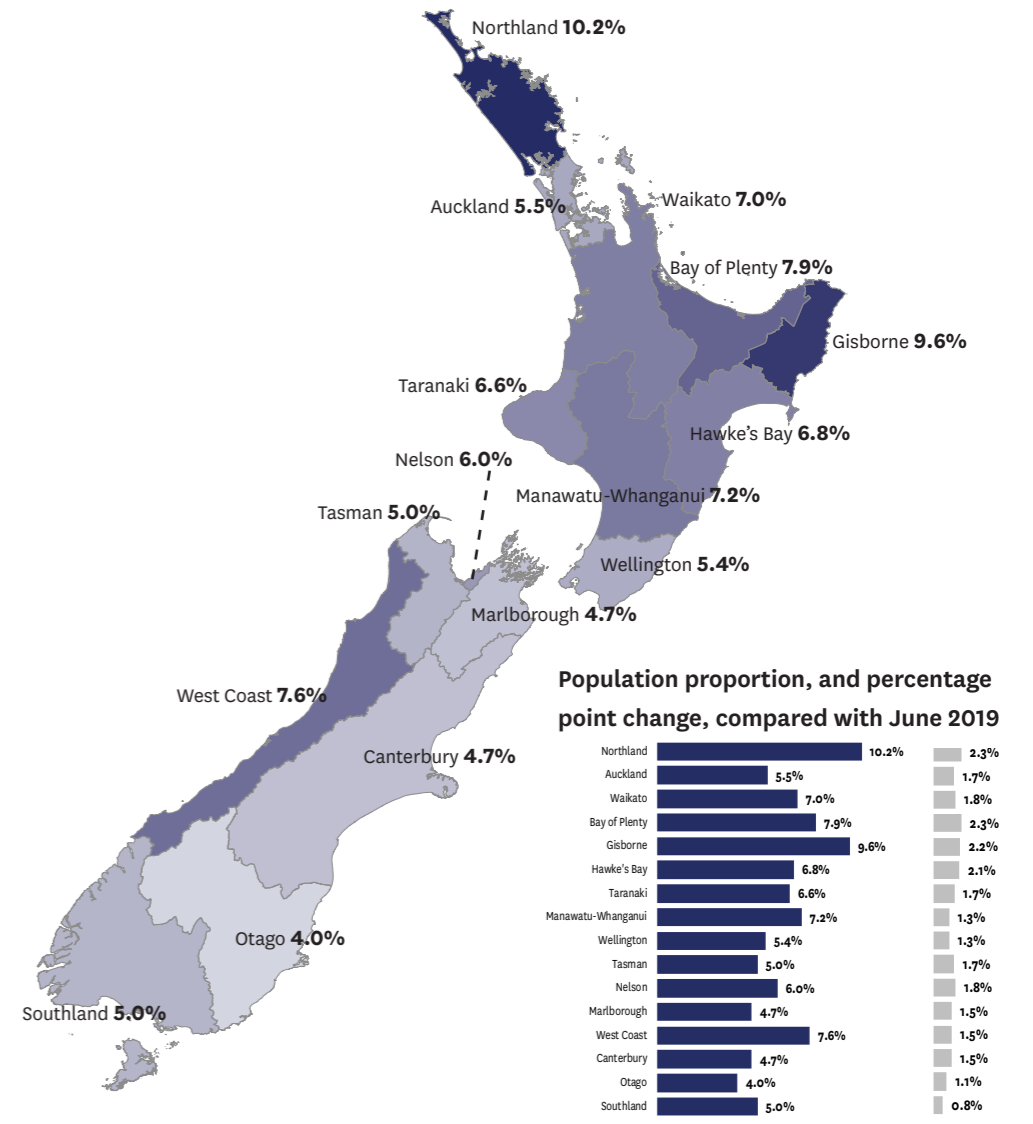 Northland 10.2%
Auckland 5.5%
Waikato 7.0%
Bay of Plenty 7.9%
Gisborne 9.6%
Taranaki 6.6%
Hawke's Bay 6.8%
Nelson 6.0%
Manawatu-Whanganui 7.2%
Tasman 5.0%
Wellington 5.4%
Marlborough 4.7%
West Coast 7.6%
Canterbury 4.7%
Otago 4.0%
Southland 5.0%
Population proportion, and percentage
point change, compared with June 2019
Northland 10.2% 2.3%
Auckland 5.5% 1.7%
Waikato 7.0% 1.8%
Bay of Plenty 7.9% 2.3%
Gisborne 9.6% 2.2%
Hawke's Bay 6.8% 2.1%
Taranaki 6.6% 1.7%
Manawatu-Whanganui 7.2% 1.3%
Wellington 5.4% 1.3%
Tasman 5.0% 1.7%
Nelson 6.0% 1.8%
Marlborough 4.7% 1.5%
West Coast 7.6% 1.5%
Canterbury 4.7% 1.5%
Otago 4.0% 1.1%
Southland 5.0% 0.8%